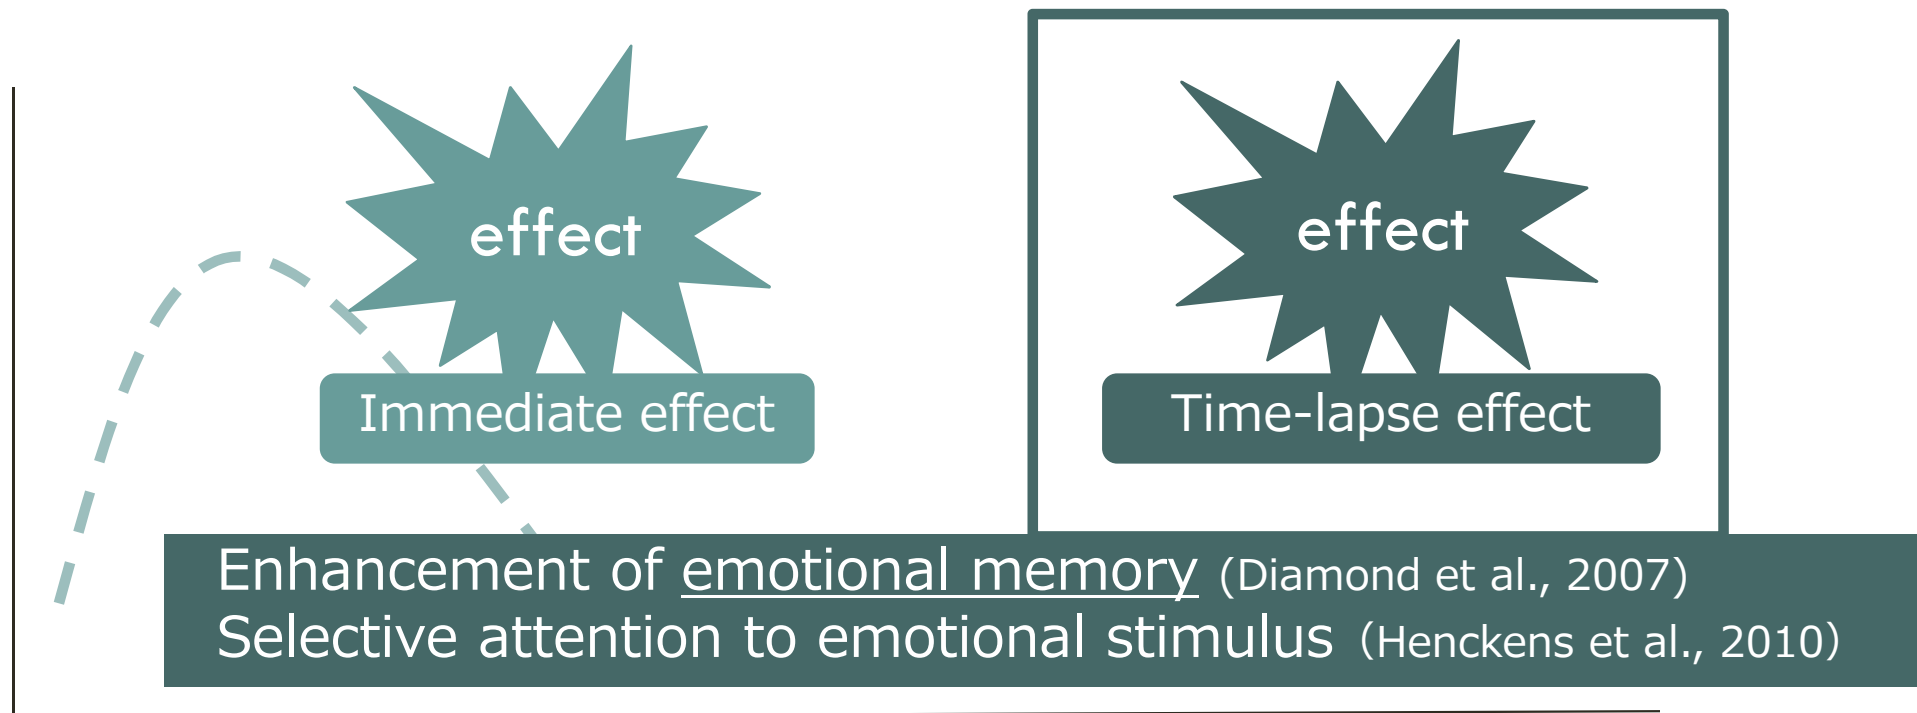 effect
effect
Immediate effect
Time-lapse effect
Enhancement of emotional memory (Diamond et al., 2007)
Selective attention to emotional stimulus（Henckens et al., 2010）